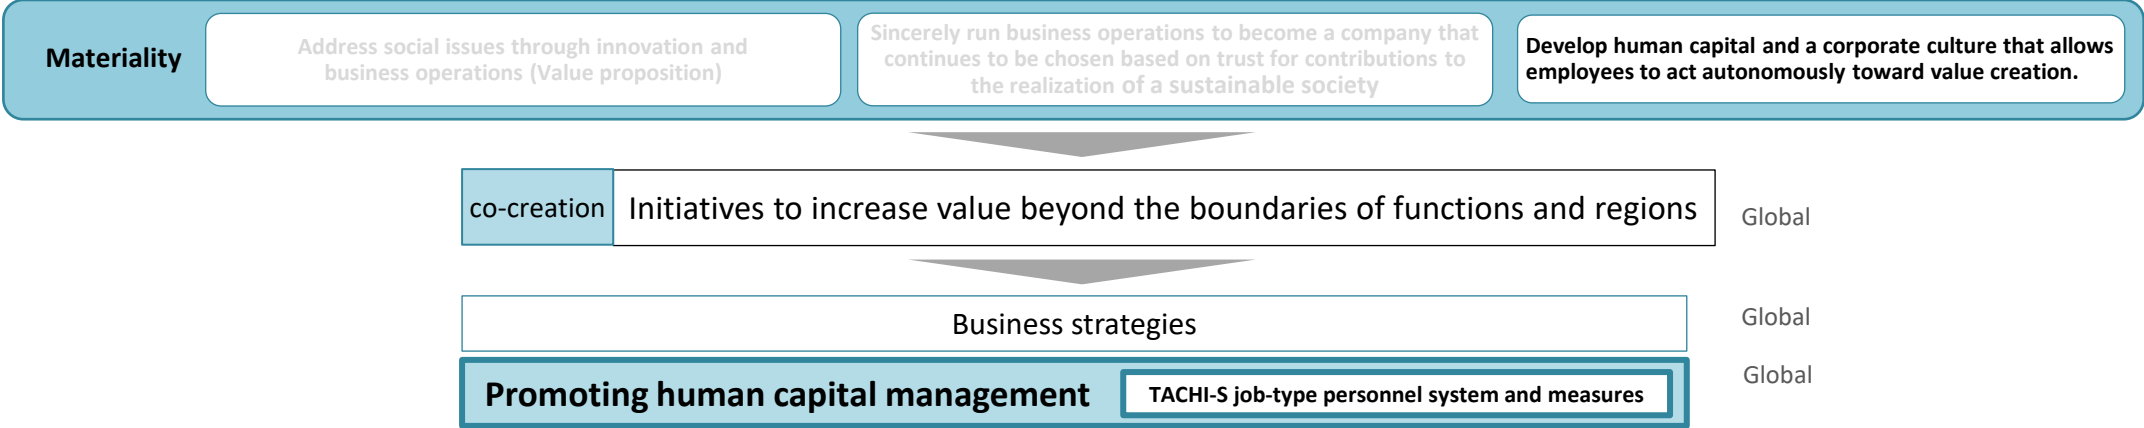 Materiality
Address social issues through innovation and
business operations (Value proposition)
Sincerely run business operations to become a company that
continues to be chosen based on trust for contributions to
the realization of a sustainable society
Develop human capital and a corporate culture that allows
employees to act autonomously toward value creation.
co-creation
Initiatives to increase value beyond the boundaries of functions and regions
Global
Business strategies
Global
Promoting human capital management
TACHI-S job-type personnel system and measures
Global